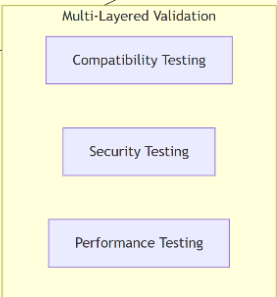 Multi-Layered Validation
Compatibility Testing
Security Testing
Performance Testing